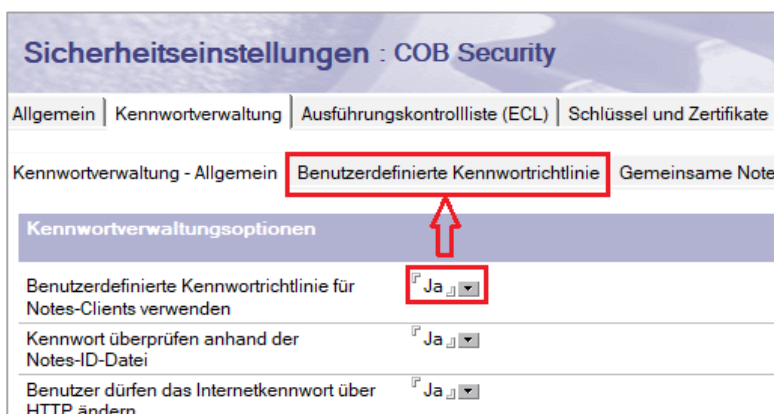 Sicherheitseinstellungen : COB Security
Allgemein Kennwortverwaltung Ausführungskontrollliste (ECL) Schlüssel und Zertifikate
Kennwortverwaltung - Allgemein Benutzerdefinierte Kennwortrichtlinie Gemeinsame Note
Kennwortverwaltungsoptionen
Benutzerdefinierte Kennwortrichtlinie für Ja
Notes-Clients verwenden
Kennwort überprüfen anhand der Ja
Notes-ID-Datei
Benutzer dürfen das Internetkennwort über Ja
HTTP ändern